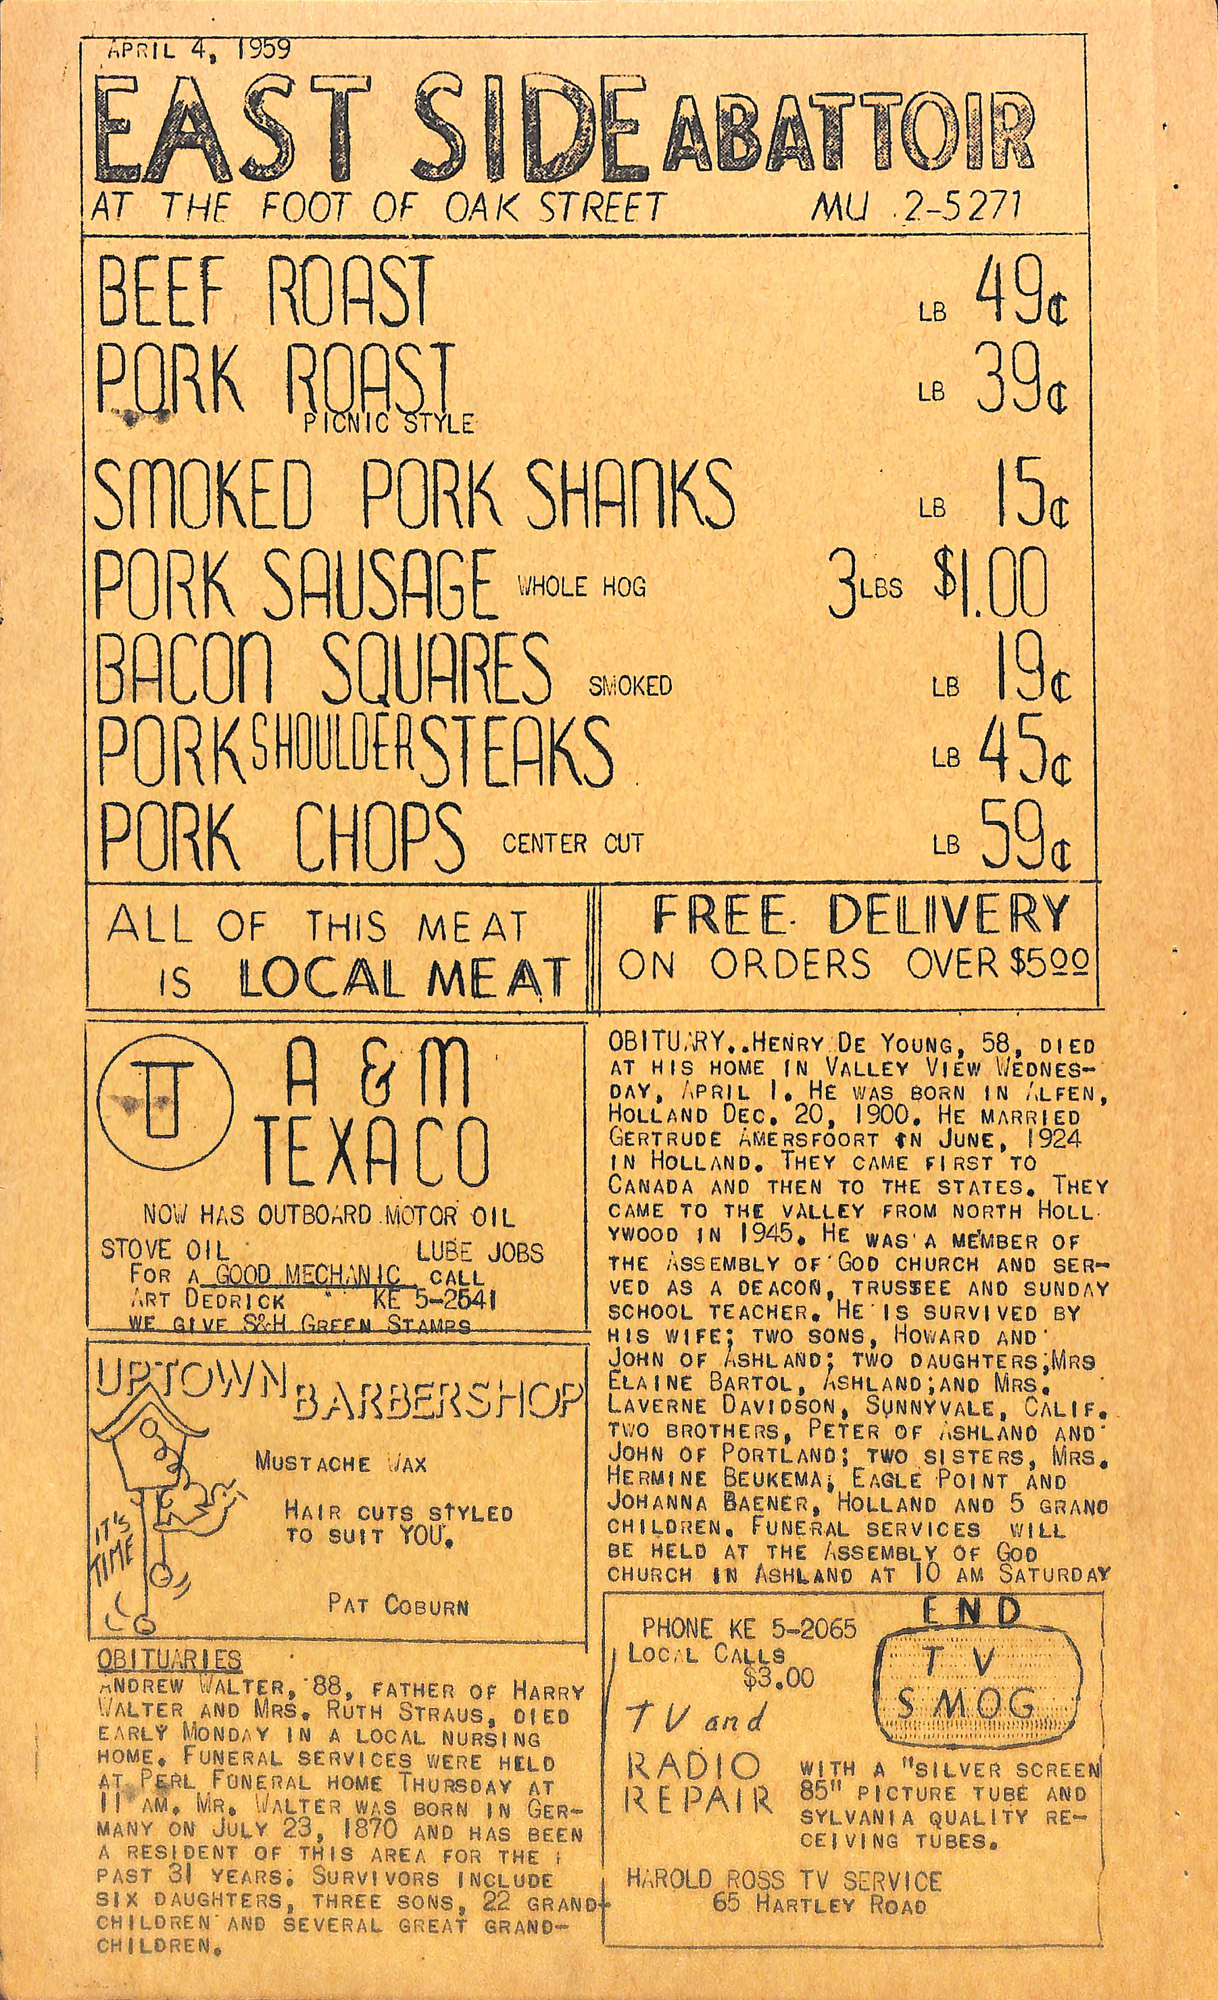 APRIL 4, 1959
EAST SIDE ABATTOIR
AT THE FOOT OF OAK STREET MU 2-5271
BEEF ROAST LB 49¢
PORK ROAST LB 39¢
PICNIC STYLE
SMOKED PORK SHANKS LB 15¢
PORK SAUSAGE WHOLE HOG 3 LBS $1.00
BACON SQUARES SMOKED LB 19¢
PORK SHOULDER STEAKS LB 45¢
PORK CHOPS CENTER CUT LB 59¢
ALL OF THIS MEAT
IS LOCAL MEAT
FREE DELIVERY
ON ORDERS OVER $5.00
T
A & M
TEXACO
NOW HAS OUTBOARD MOTOR OIL
STOVE OIL LUBE JOBS
FOR A GOOD MECHANIC CALL
ART DEDRICK KE 5-2541
WE GIVE S&H GREEN STAMPS
UPTOWN BARBERSHOP
MUSTACHE WAX
HAIR CUTS STYLED
TO SUIT YOU.
IT'S
TIME
PAT COBURN
OBITUARIES
ANDREW WALTER, 88, FATHER OF HARRY
WALTER AND MRS. RUTH STRAUS, DIED
EARLY MONDAY IN A LOCAL NURSING
HOME. FUNERAL SERVICES WERE HELD
AT PERL FUNERAL HOME THURSDAY AT
11 AM. MR. WALTER WAS BORN IN GER-
MANY ON JULY 23, 1870 AND HAS BEEN
A RESIDENT OF THIS AREA FOR THE
PAST 31 YEARS. SURVIVORS INCLUDE
SIX DAUGHTERS, THREE SONS, 22 GRAND-
CHILDREN AND SEVERAL GREAT GRAND-
CHILDREN.
OBITUARY..HENRY DE YOUNG, 58, DIED
AT HIS HOME IN VALLEY VIEW WEDNES-
DAY, APRIL 1. HE WAS BORN IN ALFEN,
HOLLAND DEC. 20, 1900. HE MARRIED
GERTRUDE AMERSFOORT IN JUNE, 1924
IN HOLLAND. THEY CAME FIRST TO
CANADA AND THEN TO THE STATES. THEY
CAME TO THE VALLEY FROM NORTH HOLL
YWOOD IN 1945. HE WAS A MEMBER OF
THE ASSEMBLY OF GOD CHURCH AND SER-
VED AS A DEACON, TRUSTEE AND SUNDAY
SCHOOL TEACHER. HE IS SURVIVED BY
HIS WIFE; TWO SONS, HOWARD AND
JOHN OF ASHLAND; TWO DAUGHTERS;MRS
ELAINE BARTOL, ASHLAND;AND MRS.
LAVERNE DAVIDSON, SUNNYVALE, CALIF.
TWO BROTHERS, PETER OF ASHLAND AND
JOHN OF PORTLAND; TWO SISTERS, MRS.
HERMINE BEUKEMA, EAGLE POINT AND
JOHANNA BAENER, HOLLAND AND 5 GRAND
CHILDREN. FUNERAL SERVICES WILL
BE HELD AT THE ASSEMBLY OF GOD
CHURCH IN ASHLAND AT 10 AM SATURDAY
PHONE KE 5-2065
LOCAL CALLS
$3.00
TV and
RADIO
REPAIR
END
TV
SMOG
WITH A "SILVER SCREEN
85" PICTURE TUBE AND
SYLVANIA QUALITY RE-
CEIVING TUBES.
HAROLD ROSS TV SERVICE
65 HARTLEY ROAD